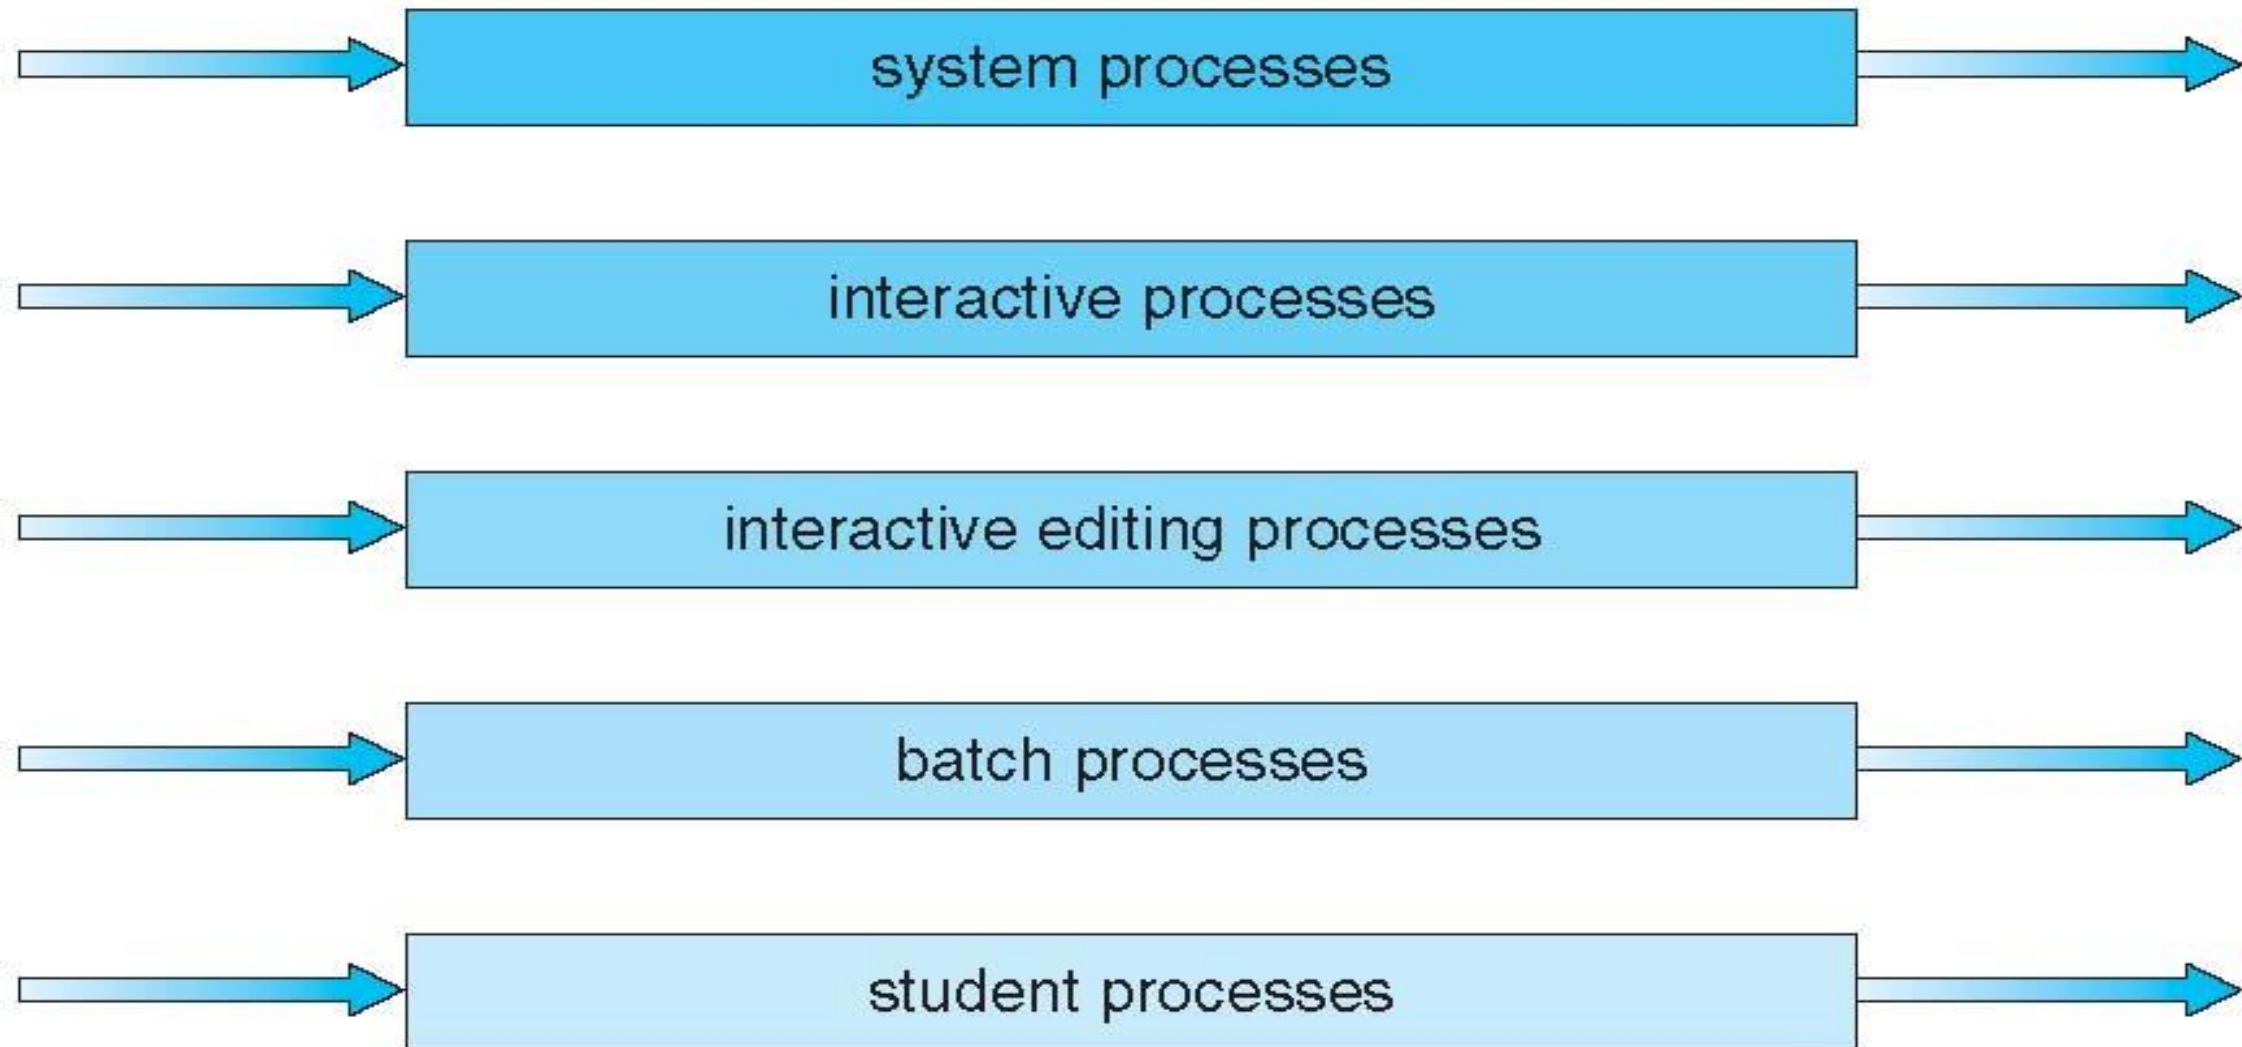 system processes
interactive processes
interactive editing processes
batch processes
student processes